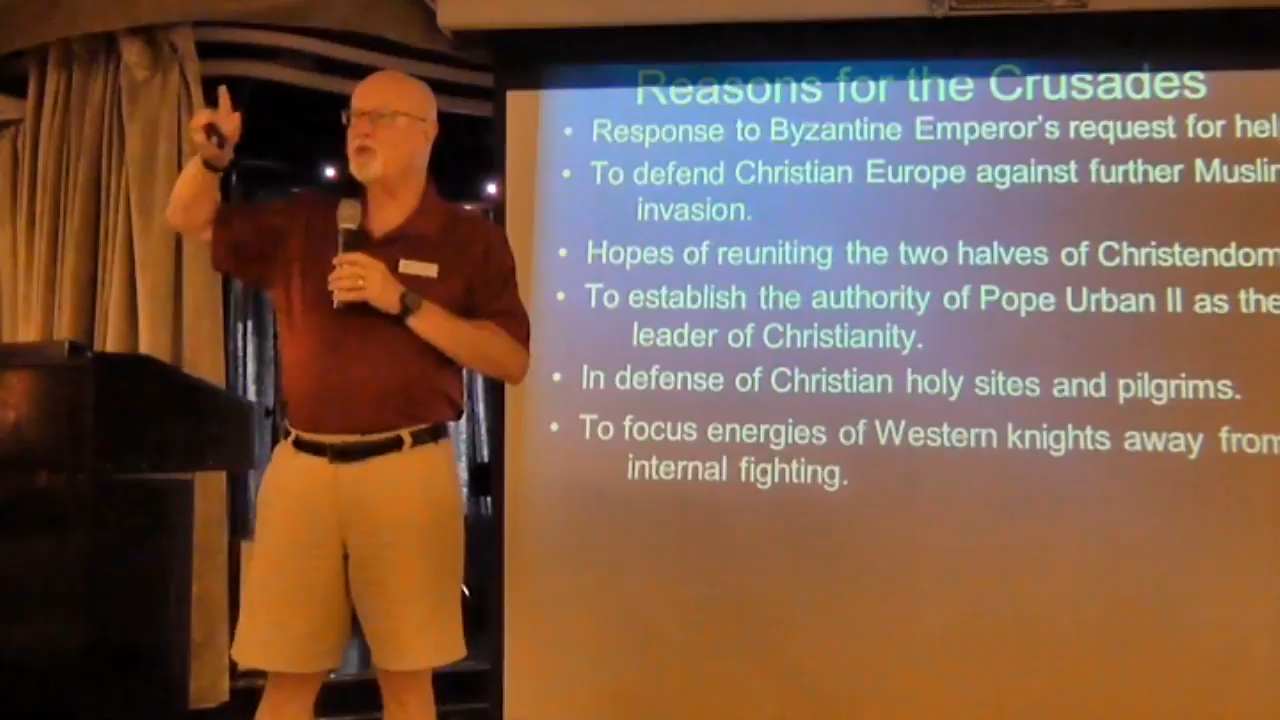 Reasons for the Crusades
• Response to Byzantine Emperor's request for hel
• To defend Christian Europe against further Muslim
invasion.
• Hopes of reuniting the two halves of Christendom
• To establish the authority of Pope Urban II as the
leader of Christianity.
• In defense of Christian holy sites and pilgrims.
• To focus energies of Western knights away from
internal fighting.